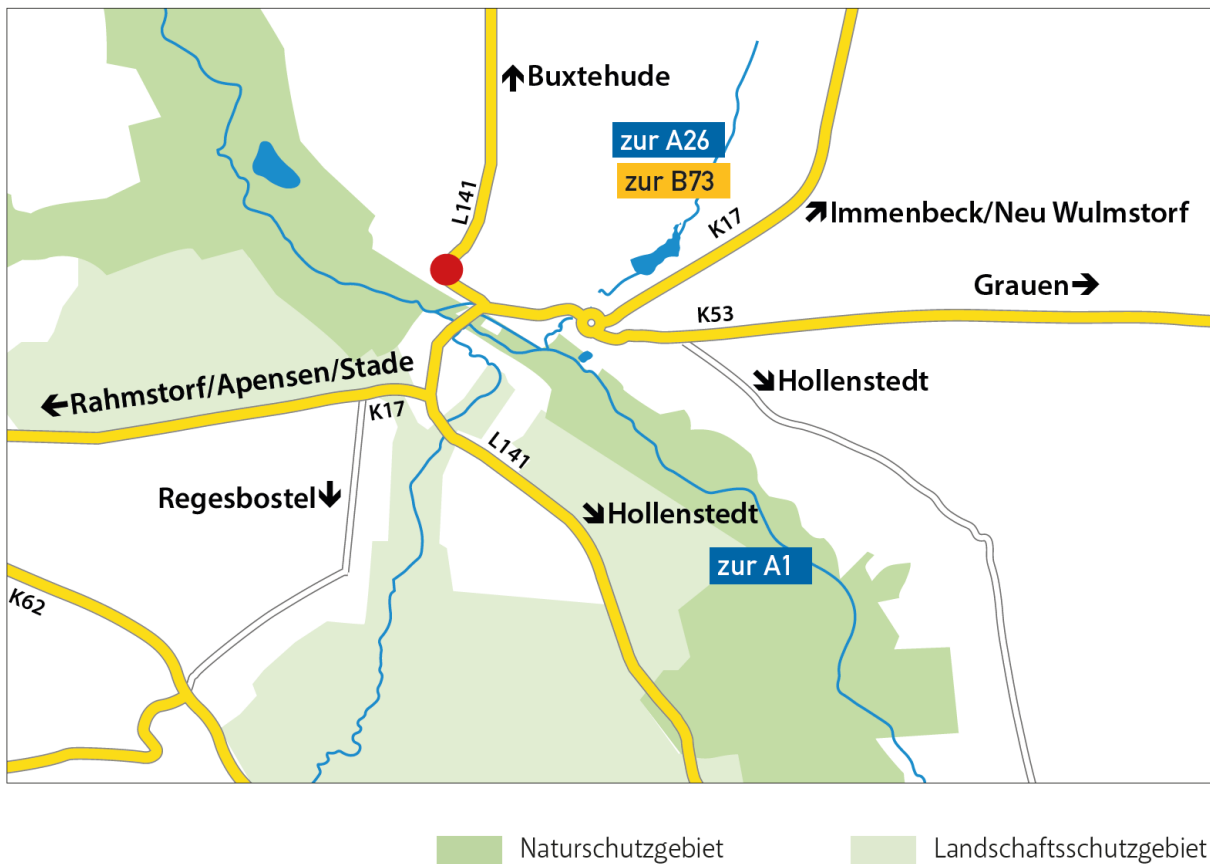 ↑Buxtehude
zur A26
zur B73
L141
K17
↗Immenbeck/Neu Wulmstorf
Grauen→
K53
←Rahmstorf/Apensen/Stade
↘Hollenstedt
K17
L141
Regesbostel↓
↘Hollenstedt
zur A1
K62
Naturschutzgebiet
Landschaftsschutzgebiet